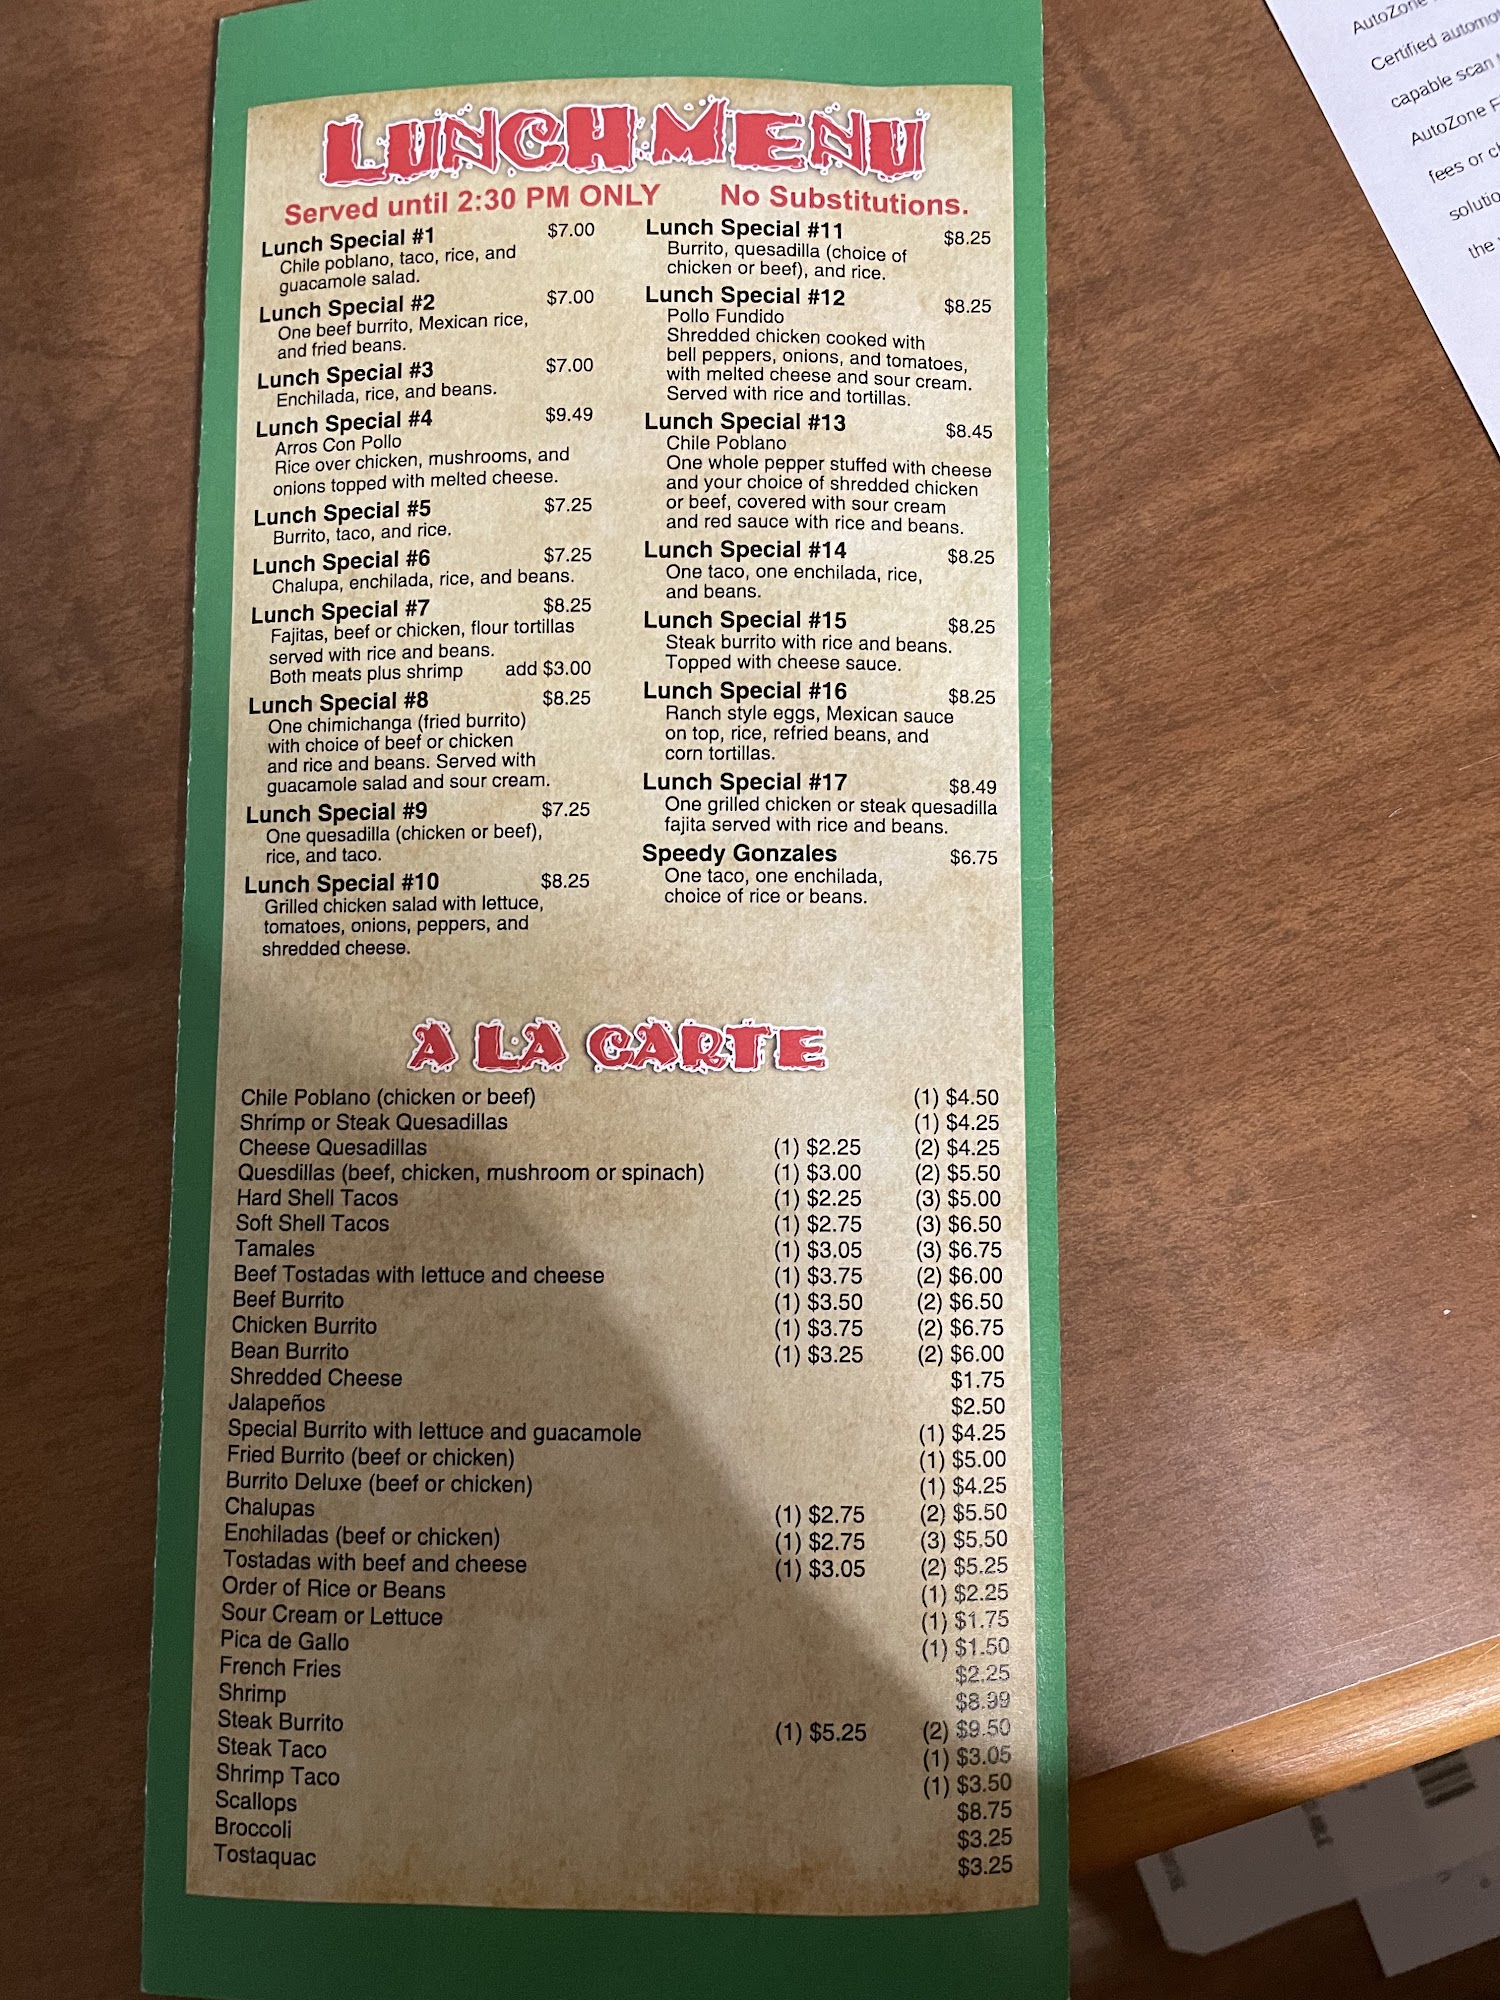 LUNCH MENU
Served until 2:30 PM ONLY No Substitutions.
Lunch Special #1 $7.00
Chile poblano, taco, rice, and
guacamole salad.
Lunch Special #2 $7.00
One beef burrito, Mexican rice,
and fried beans.
Lunch Special #3 $7.00
Enchilada, rice, and beans.
Lunch Special #4 $9.49
Arros Con Pollo
Rice over chicken, mushrooms, and
onions topped with melted cheese.
Lunch Special #5 $7.25
Burrito, taco, and rice.
Lunch Special #6 $7.25
Chalupa, enchilada, rice, and beans.
Lunch Special #7 $8.25
Fajitas, beef or chicken, flour tortillas
served with rice and beans.
Both meats plus shrimp add $3.00
Lunch Special #8 $8.25
One chimichanga (fried burrito)
with choice of beef or chicken
and rice and beans. Served with
guacamole salad and sour cream.
Lunch Special #9 $7.25
One quesadilla (chicken or beef),
rice, and taco.
Lunch Special #10 $8.25
Grilled chicken salad with lettuce,
tomatoes, onions, peppers, and
shredded cheese.
Lunch Special #11 $8.25
Burrito, quesadilla (choice of
chicken or beef), and rice.
Lunch Special #12 $8.25
Pollo Fundido
Shredded chicken cooked with
bell peppers, onions, and tomatoes,
with melted cheese and sour cream.
Served with rice and tortillas.
Lunch Special #13 $8.45
Chile Poblano
One whole pepper stuffed with cheese
and your choice of shredded chicken
or beef, covered with sour cream
and red sauce with rice and beans.
Lunch Special #14 $8.25
One taco, one enchilada, rice,
and beans.
Lunch Special #15 $8.25
Steak burrito with rice and beans.
Topped with cheese sauce.
Lunch Special #16 $8.25
Ranch style eggs, Mexican sauce
on top, rice, refried beans, and
corn tortillas.
Lunch Special #17 $8.49
One grilled chicken or steak quesadilla
fajita served with rice and beans.
Speedy Gonzales $6.75
One taco, one enchilada,
choice of rice or beans.
A LA CARTE
Chile Poblano (chicken or beef) (1) $4.50
Shrimp or Steak Quesadillas (1) $4.25
Cheese Quesadillas (1) $2.25 (2) $4.25
Quesdillas (beef, chicken, mushroom or spinach) (1) $3.00 (2) $5.50
Hard Shell Tacos (1) $2.25 (3) $5.00
Soft Shell Tacos (1) $2.75 (3) $6.50
Tamales (1) $3.05 (3) $6.75
Beef Tostadas with lettuce and cheese (1) $3.75 (2) $6.00
Beef Burrito (1) $3.50 (2) $6.50
Chicken Burrito (1) $3.75 (2) $6.75
Bean Burrito (1) $3.25 (2) $6.00
Shredded Cheese $1.75
Jalapeños $2.50
Special Burrito with lettuce and guacamole (1) $4.25
Fried Burrito (beef or chicken) (1) $5.00
Burrito Deluxe (beef or chicken) (1) $4.25
Chalupas (1) $2.75 (2) $5.50
Enchiladas (beef or chicken) (1) $2.75 (3) $5.50
Tostadas with beef and cheese (1) $3.05 (2) $5.25
Order of Rice or Beans (1) $2.25
Sour Cream or Lettuce (1) $1.75
Pica de Gallo (1) $1.50
French Fries $2.25
Shrimp $8.99
Steak Burrito (1) $5.25 (2) $9.50
Steak Taco (1) $3.05
Shrimp Taco (1) $3.50
Scallops $8.75
Broccoli $3.25
Tostaquac $3.25
AutoZone
Certified
capable scan
AutoZone
fees or
the